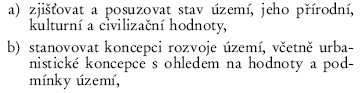 a) zjišťovat a posuzovat stav území, jeho přírodní,
kulturní a civilizační hodnoty,
b) stanovovat koncepci rozvoje území, včetně urba-
nistické koncepce s ohledem na hodnoty a pod-
mínky území,